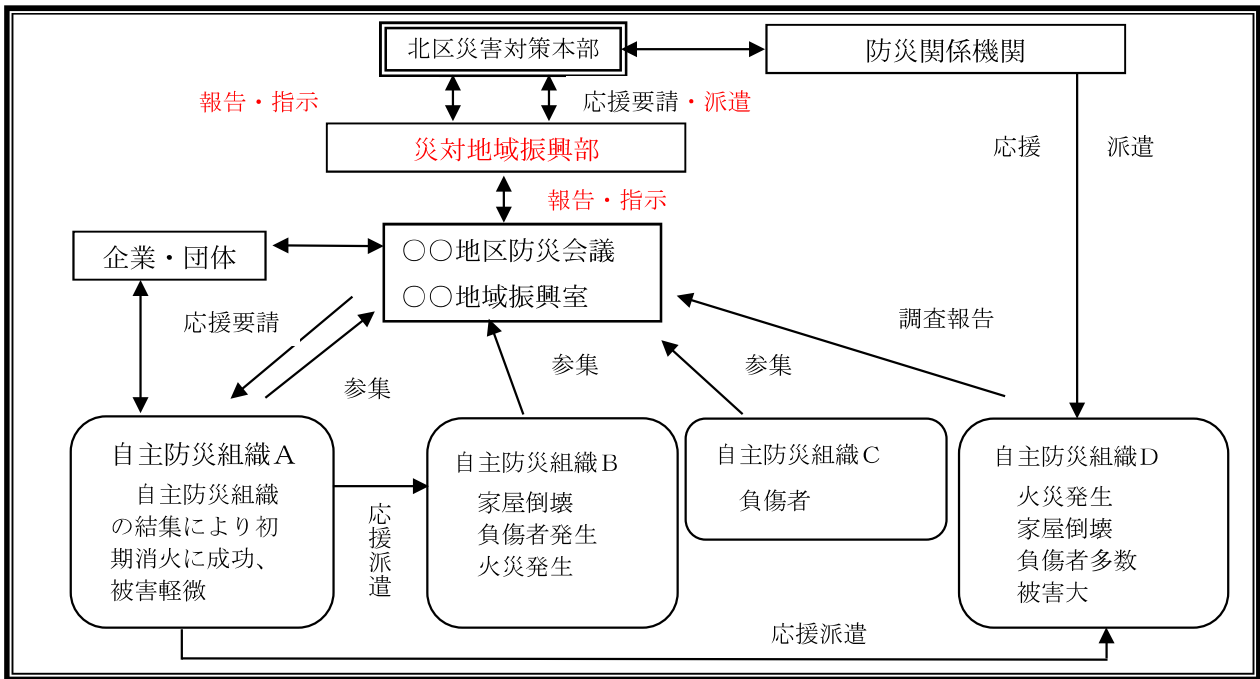 北区災害対策本部
防災関係機関
報告・指示
応援要請・派遣
災対地域振興部
応援
派遣
報告・指示
企業・団体
〇〇地区防災会議
〇〇地域振興室
応援要請
調査報告
参集
参集
参集
自主防災組織A
自主防災組織
の結集により初
期消火に成功、
被害軽微
応援派遣
自主防災組織B
家屋倒壊
負傷者発生
火災発生
自主防災組織C
負傷者
自主防災組織D
火災発生
家屋倒壊
負傷者多数
被害大
応援派遣